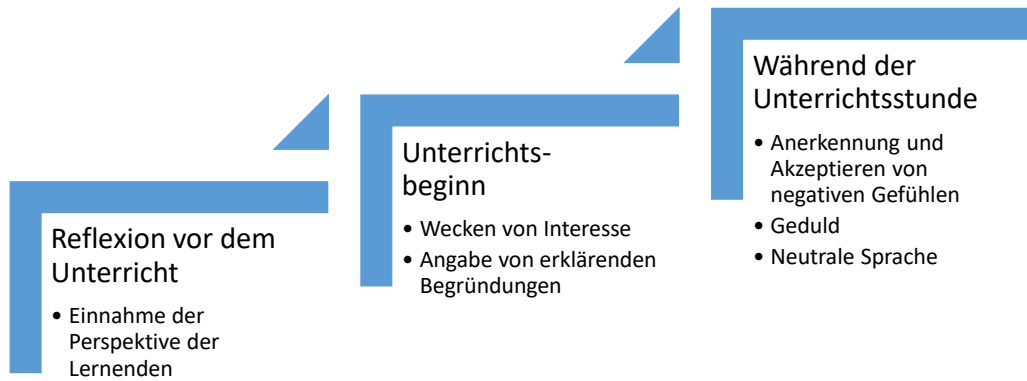 Reflexion vor dem
Unterricht
• Einnahme der
Perspektive der
Lernenden
Unterrichts-
beginn
• Wecken von Interesse
• Angabe von erklärenden
Begründungen
Während der
Unterrichtsstunde
• Anerkennung und
Akzeptieren von
negativen Gefühlen
• Geduld
• Neutrale Sprache